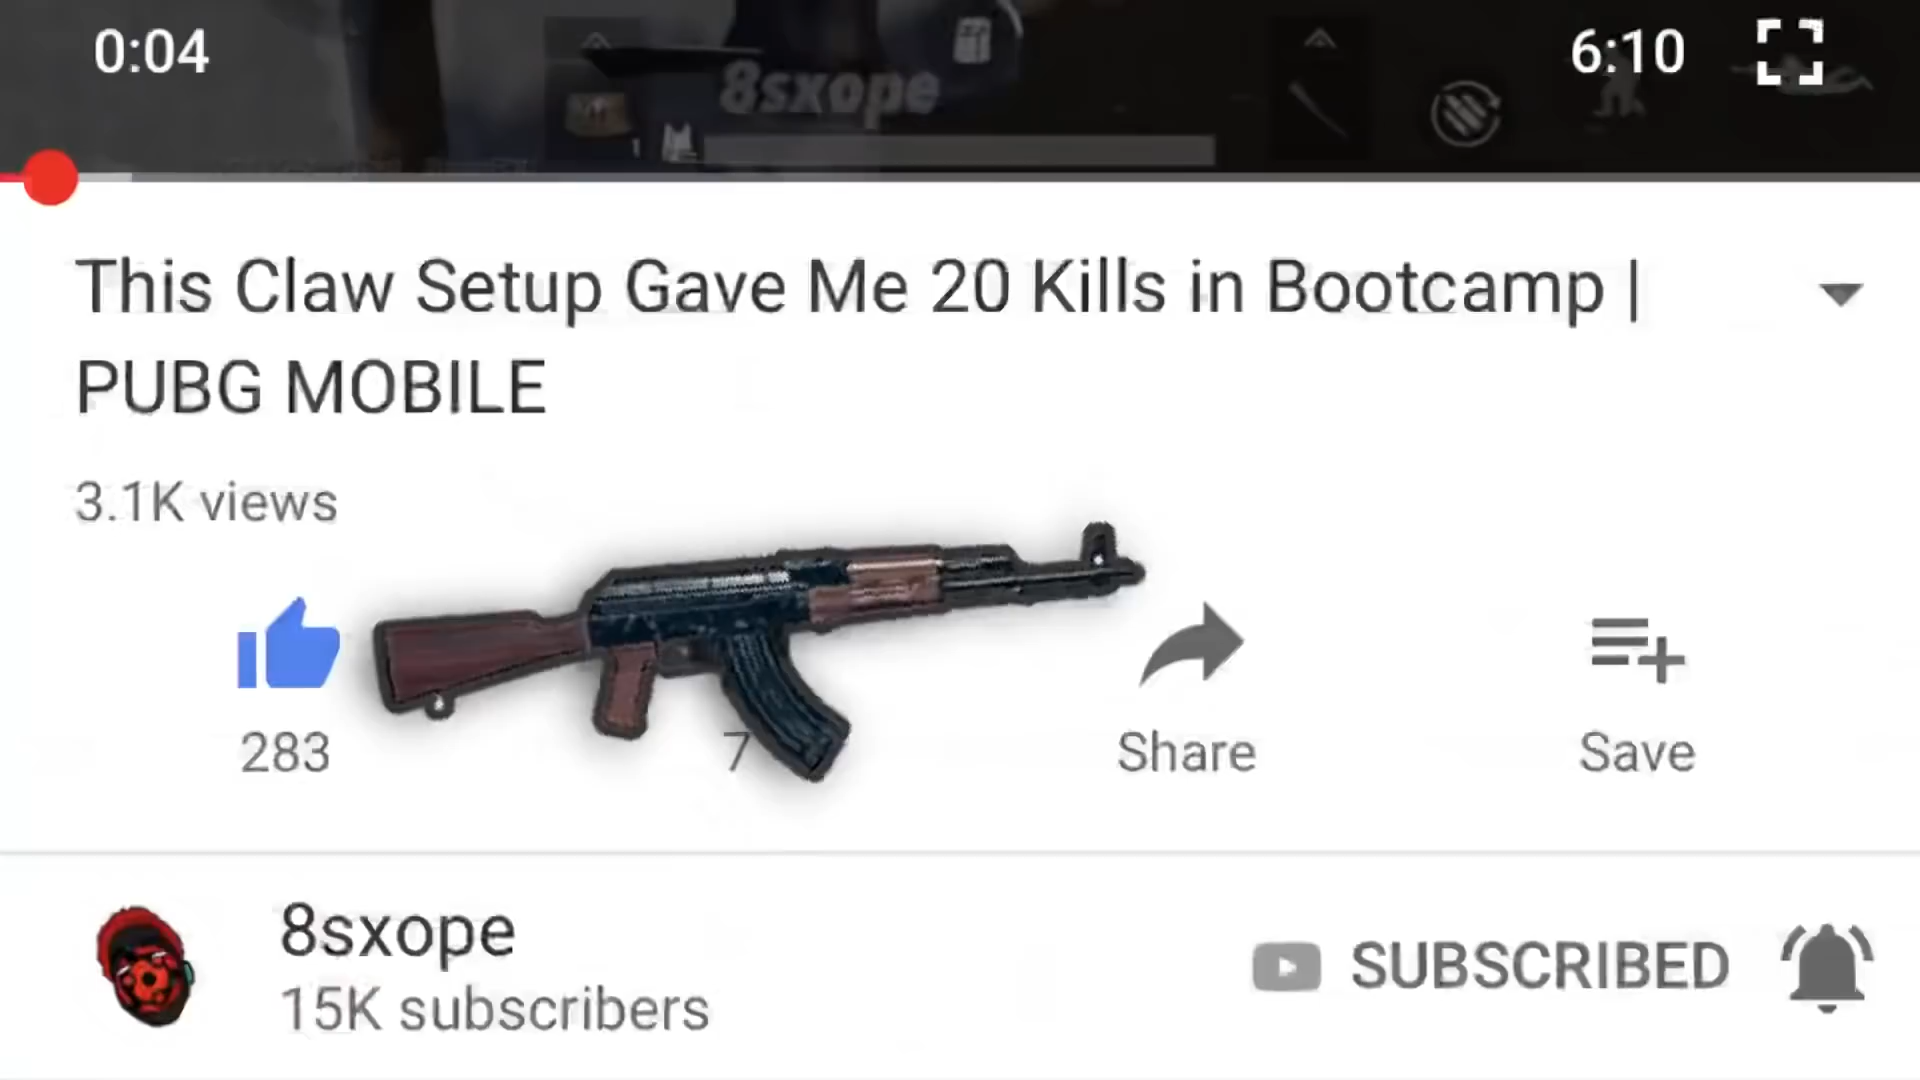 0:04
6:10
8sxope
This Claw Setup Gave Me 20 Kills in Bootcamp |
PUBG MOBILE
3.1K views
283
7
Share
Save
8sxope
15K subscribers
SUBSCRIBED